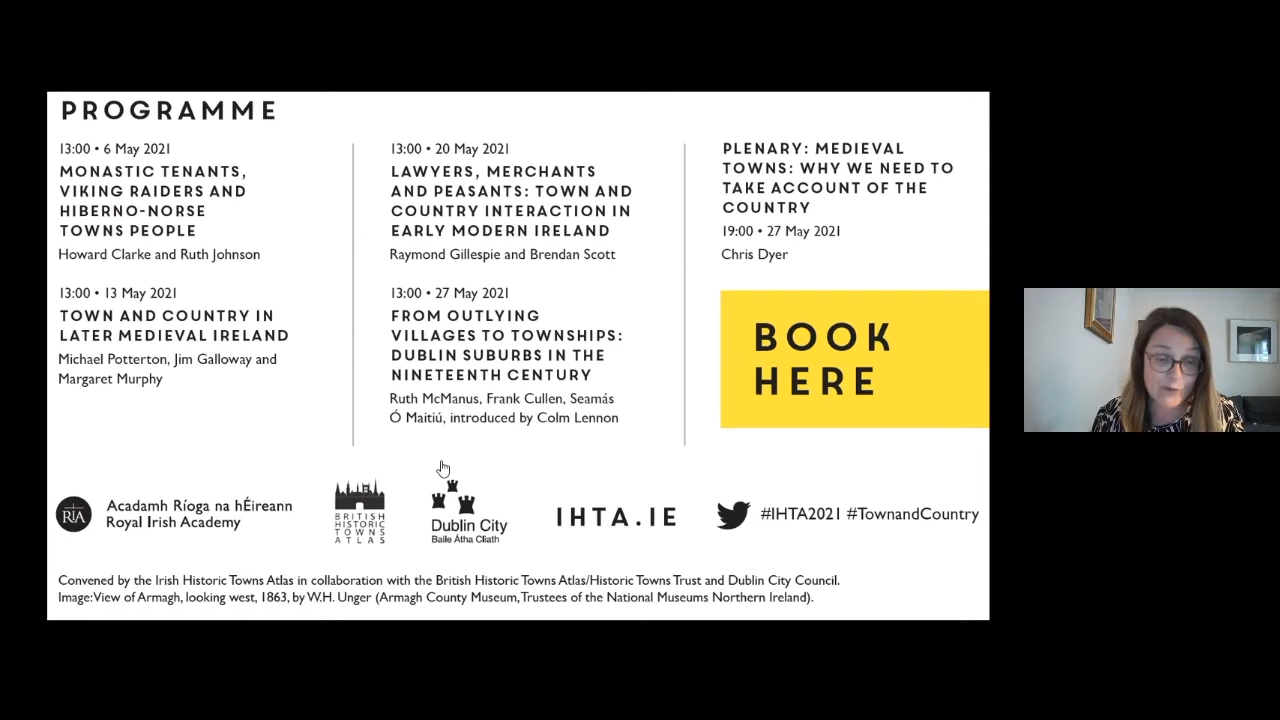 PROGRAMME
13:00 • 6 May 2021
MONASTIC TENANTS,
VIKING RAIDERS AND
HIBERNO-NORSE
TOWNS PEOPLE
Howard Clarke and Ruth Johnson
13:00 • 13 May 2021
TOWN AND COUNTRY IN
LATER MEDIEVAL IRELAND
Michael Potterton, Jim Galloway and
Margaret Murphy
13:00 • 20 May 2021
LAWYERS, MERCHANTS
AND PEASANTS: TOWN AND
COUNTRY INTERACTION IN
EARLY MODERN IRELAND
Raymond Gillespie and Brendan Scott
13:00 • 27 May 2021
FROM OUTLYING
VILLAGES TO TOWNSHIPS:
DUBLIN SUBURBS IN THE
NINETEENTH CENTURY
Ruth McManus, Frank Cullen, Seamás
Ó Maitiú, introduced by Colm Lennon
PLENARY: MEDIEVAL
TOWNS: WHY WE NEED TO
TAKE ACCOUNT OF THE
COUNTRY
19:00 • 27 May 2021
Chris Dyer
BOOK
HERE
RIA
Acadamh Ríoga na hÉireann
Royal Irish Academy
BRITISH
HISTORIC
TOWNS
ATLAS
Dublin City
Baile Átha Cliath
IHTA.IE
#IHTA2021 #TownandCountry
Convened by the Irish Historic Towns Atlas in collaboration with the British Historic Towns Atlas/Historic Towns Trust and Dublin City Council.
Image: View of Armagh, looking west, 1863, by W.H. Unger (Armagh County Museum, Trustees of the National Museums Northern Ireland).